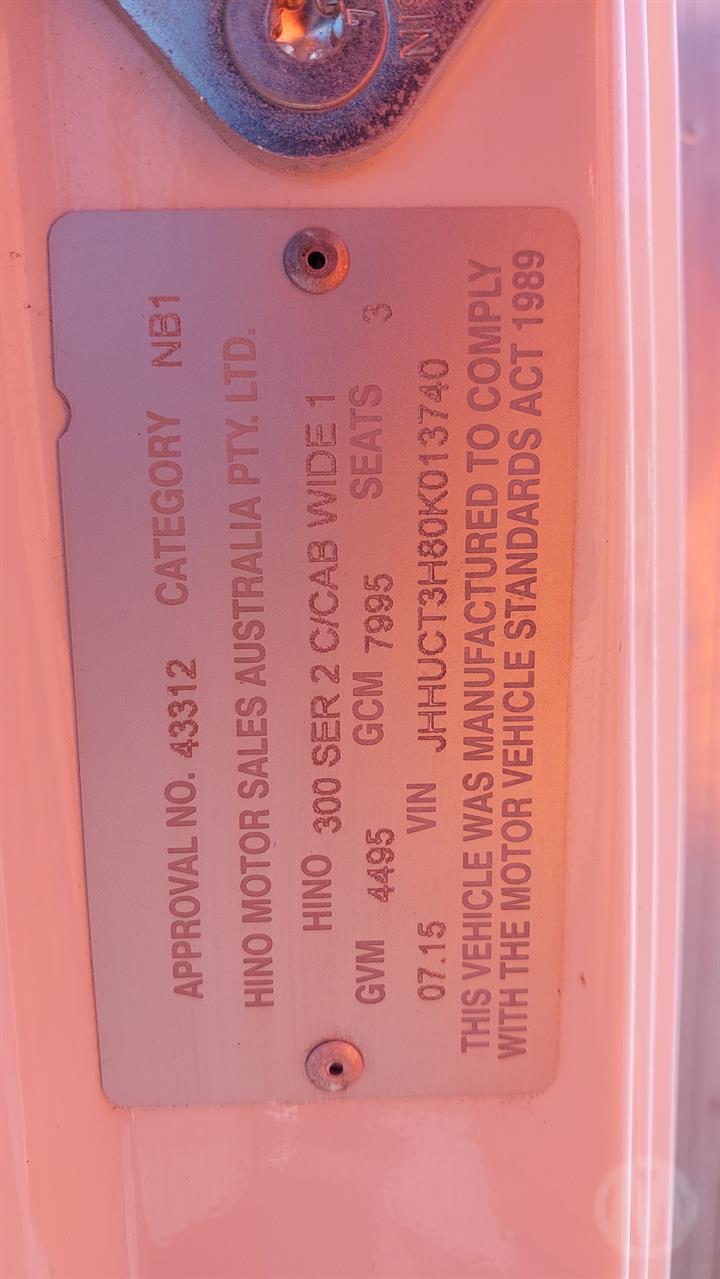 APPROVAL NO. 43312 CATEGORY NB1
HINO MOTOR SALES AUSTRALIA PTY. LTD.
HINO 300 SER 2 C/CAB WIDE 1
GVM 4495 GCM 7995 SEATS 3
07.15 VIN JHHUCT3H80K013740
THIS VEHICLE WAS MANUFACTURED TO COMPLY
WITH THE MOTOR VEHICLE STANDARDS ACT 1989